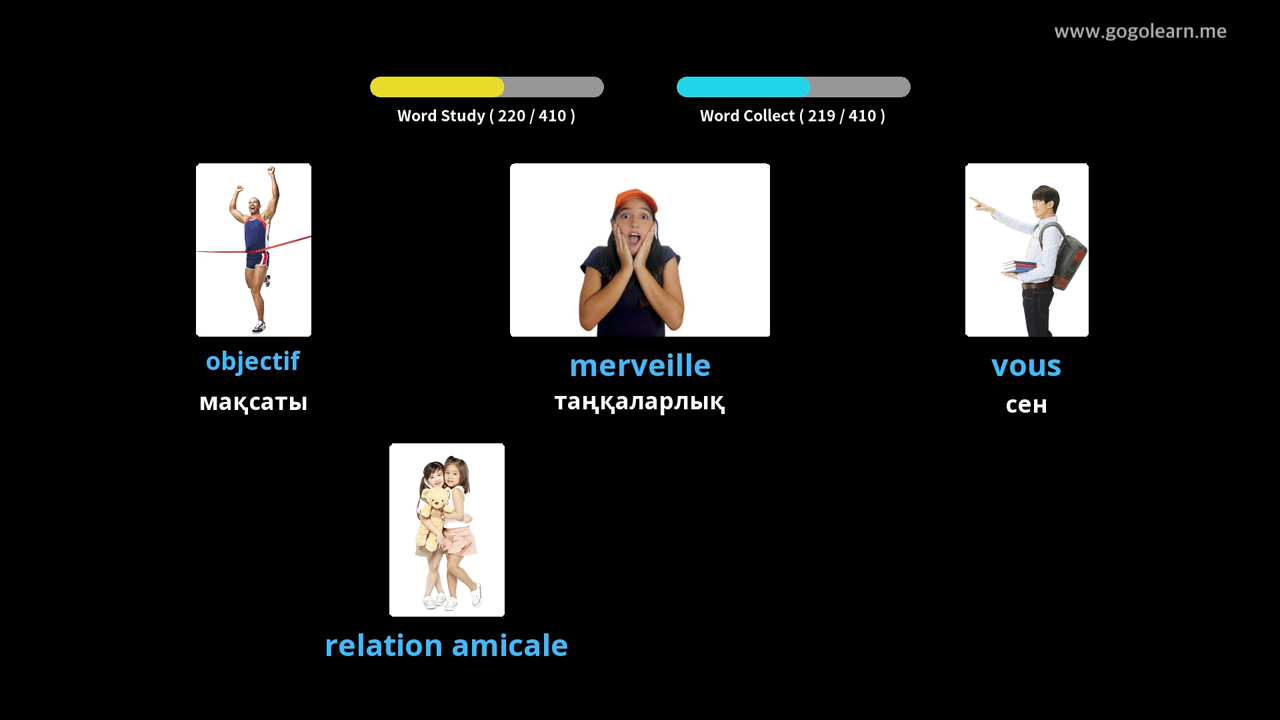 www.gogolearn.me
Word Study ( 220 / 410 )
Word Collect ( 219 / 410 )
objectif
мақсаты
merveille
таңқаларлық
vous
сен
relation amicale